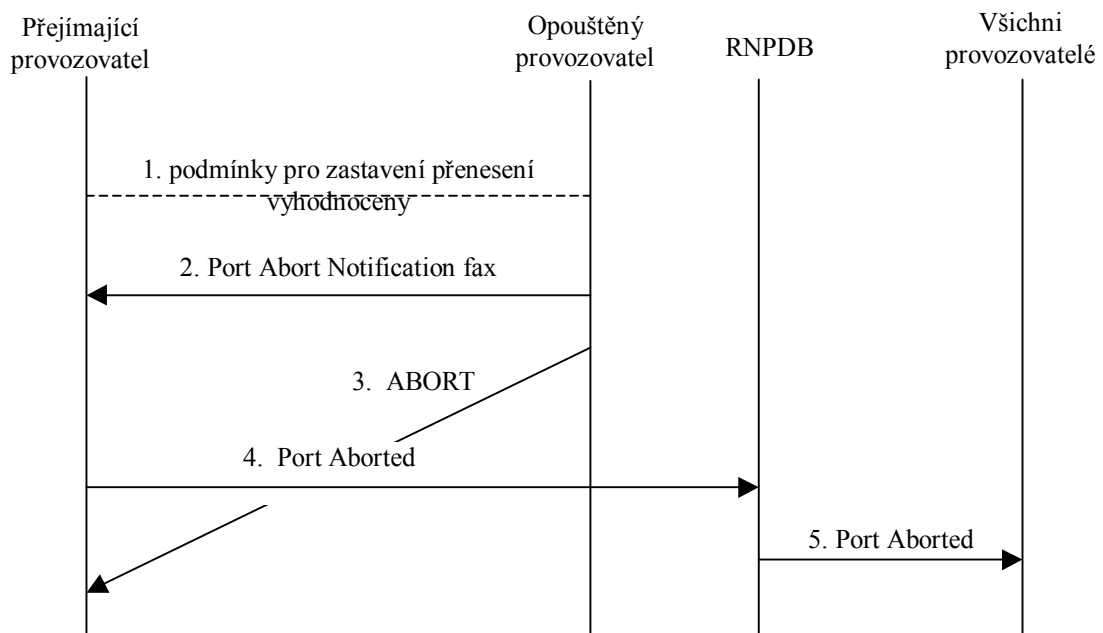 Přejímající
provozovatel
Opouštěný
provozovatel
RNPDB
Všichni
provozovatelé
1. podmínky pro zastavení přenesení
vyhodnoceny
2. Port Abort Notification fax
3. ABORT
4. Port Aborted
5. Port Aborted